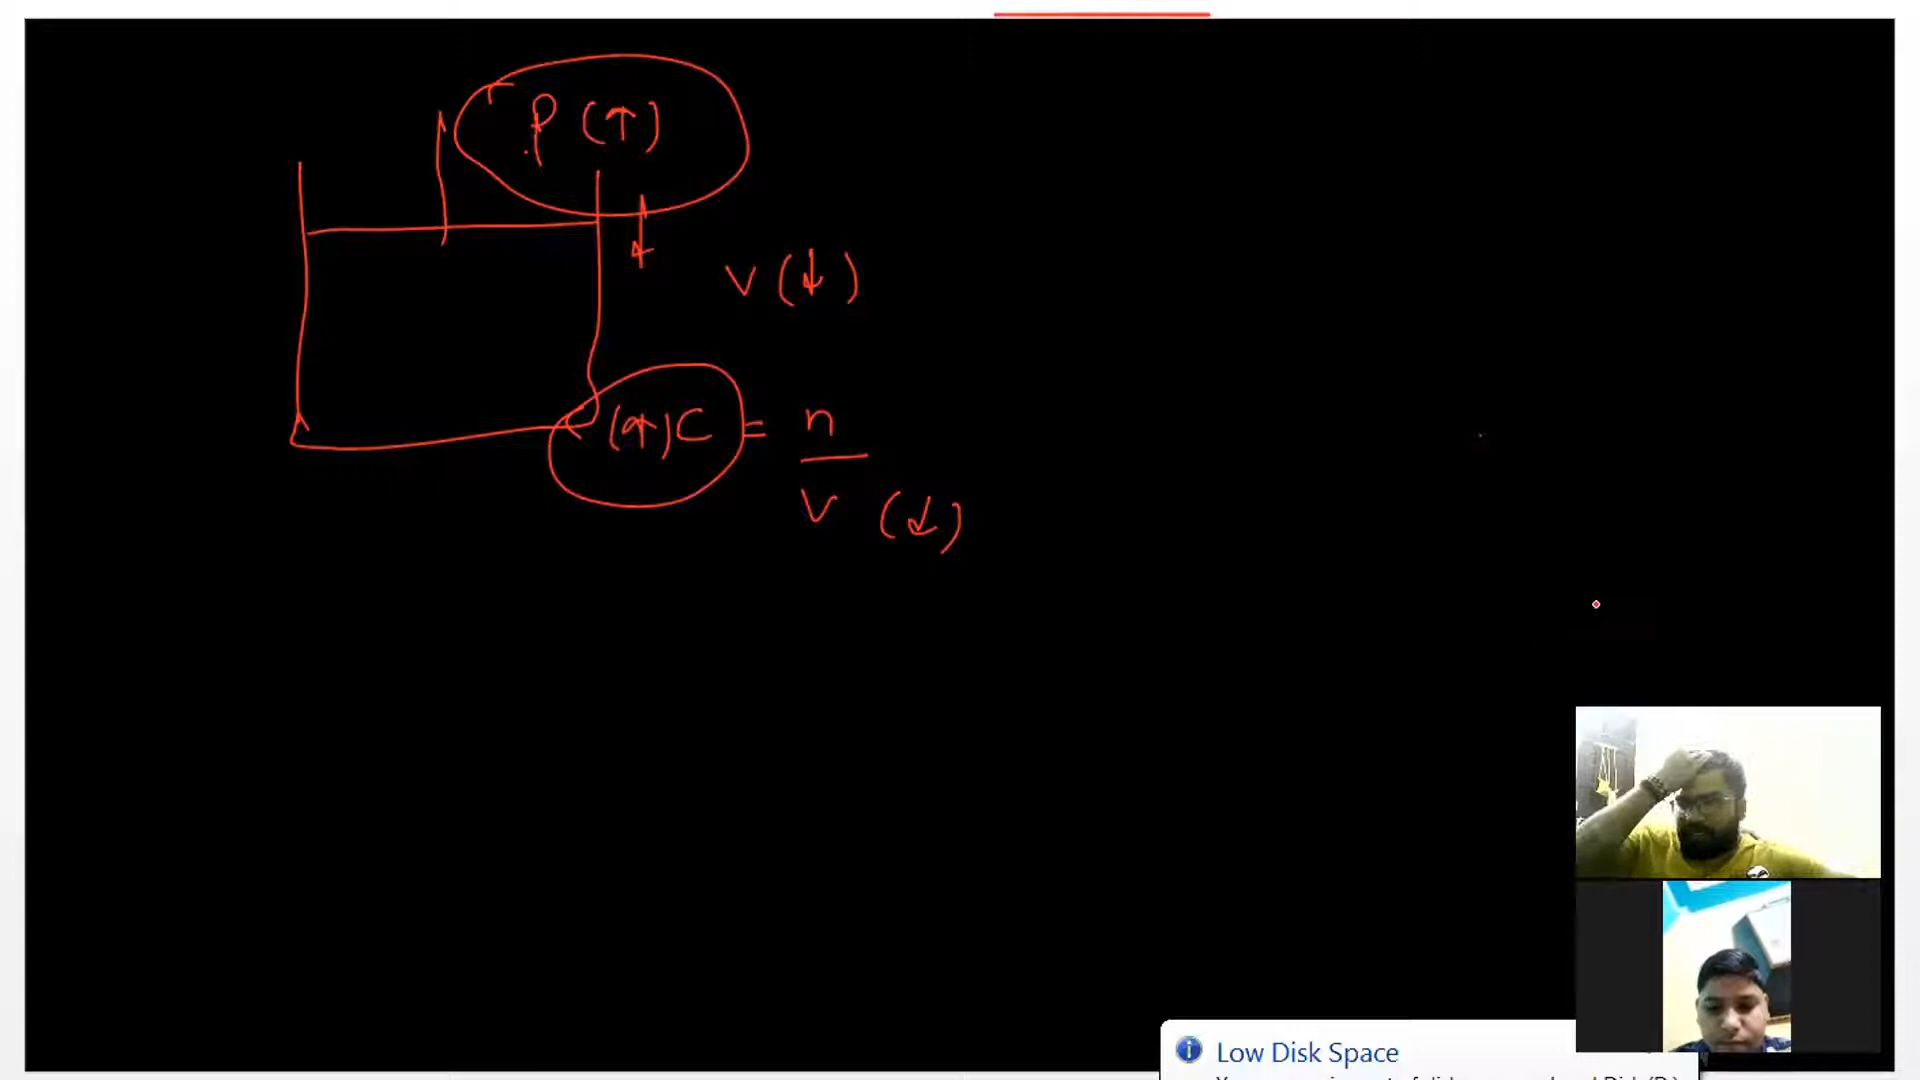 P (↑)
V (↓)
(↑) C = n
V (↓)
Low Disk Space